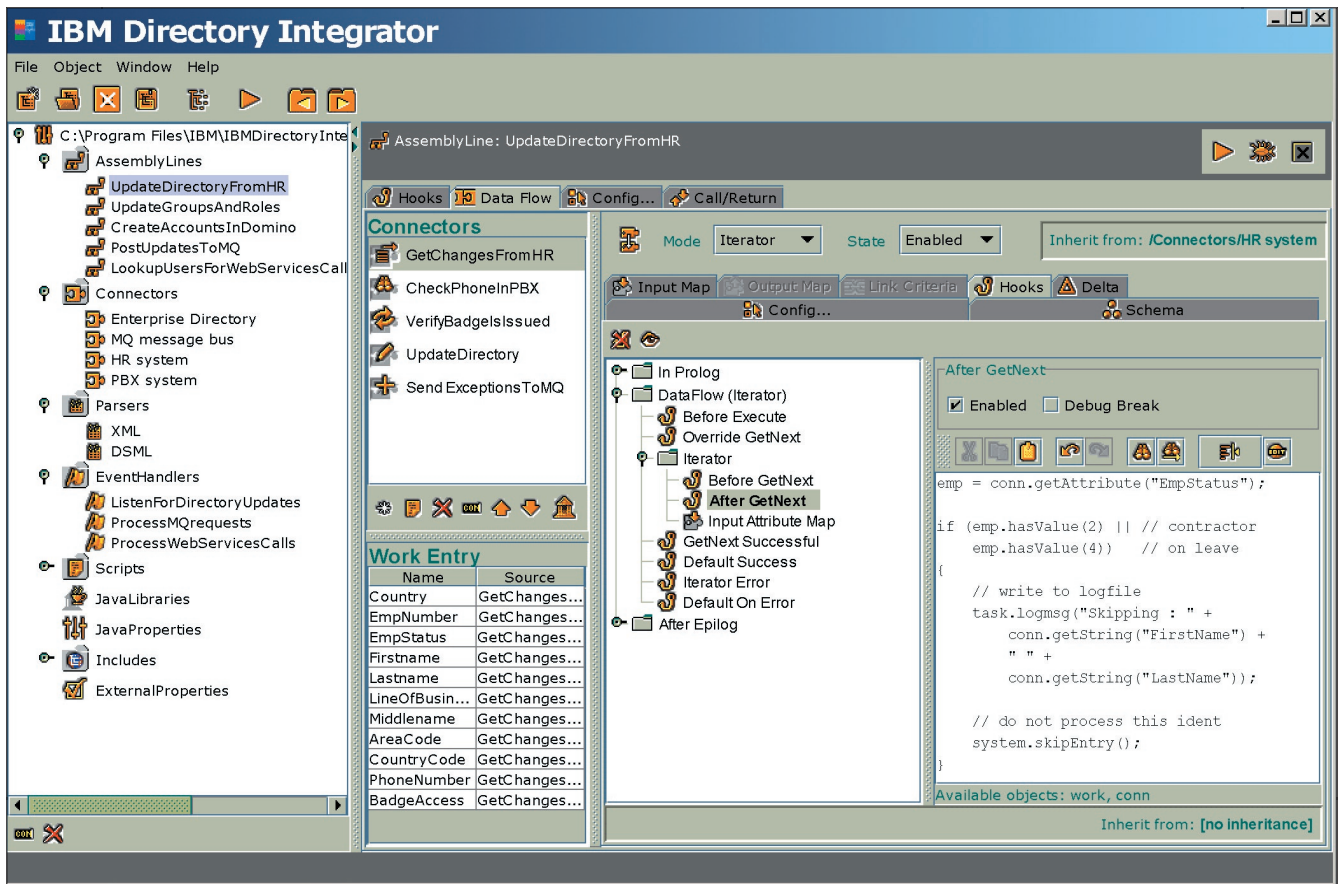 IBM Directory Integrator
File Object Window Help
C:\Program Files\IBM\IBMDirectoryInte
AssemblyLines
UpdateDirectoryFromHR
UpdateGroupsAndRoles
CreateAccountsInDomino
PostUpdatesToMQ
LookupUsersForWebServicesCall
Connectors
Enterprise Directory
MQ message bus
HR system
PBX system
Parsers
XML
DSML
EventHandlers
ListenForDirectoryUpdates
ProcessMQrequests
ProcessWebServicesCalls
Scripts
JavaLibraries
JavaProperties
Includes
ExternalProperties
AssemblyLine: UpdateDirectoryFromHR
Hooks Data Flow Config... Call/Return
Connectors
GetChangesFromHR
CheckPhoneInPBX
VerifyBadgeIsIssued
UpdateDirectory
Send ExceptionsToMQ
Work Entry
Name Source
Country GetChanges...
EmpNumber GetChanges...
EmpStatus GetChanges...
Firstname GetChanges...
Lastname GetChanges...
LineOfBusin... GetChanges...
Middlename GetChanges...
AreaCode GetChanges...
CountryCode GetChanges...
PhoneNumber GetChanges...
BadgeAccess GetChanges...
Mode Iterator State Enabled Inherit from: /Connectors/HR system
Input Map Output Map Link Criteria Hooks Delta
Config... Schema
In Prolog
DataFlow (Iterator)
Before Execute
Override GetNext
Iterator
Before GetNext
After GetNext
Input Attribute Map
GetNext Successful
Default Success
Iterator Error
Default On Error
After Epilog
After GetNext
Enabled Debug Break
emp = conn.getAttribute("EmpStatus");
if (emp.hasValue(2) || // contractor
emp.hasValue(4)) // on leave
{
// write to logfile
task.logmsg("Skipping : " +
conn.getString("FirstName") +
" " +
conn.getString("LastName"));
// do not process this ident
system.skipEntry();
}
Available objects: work, conn
Inherit from: [no inheritance]
CON